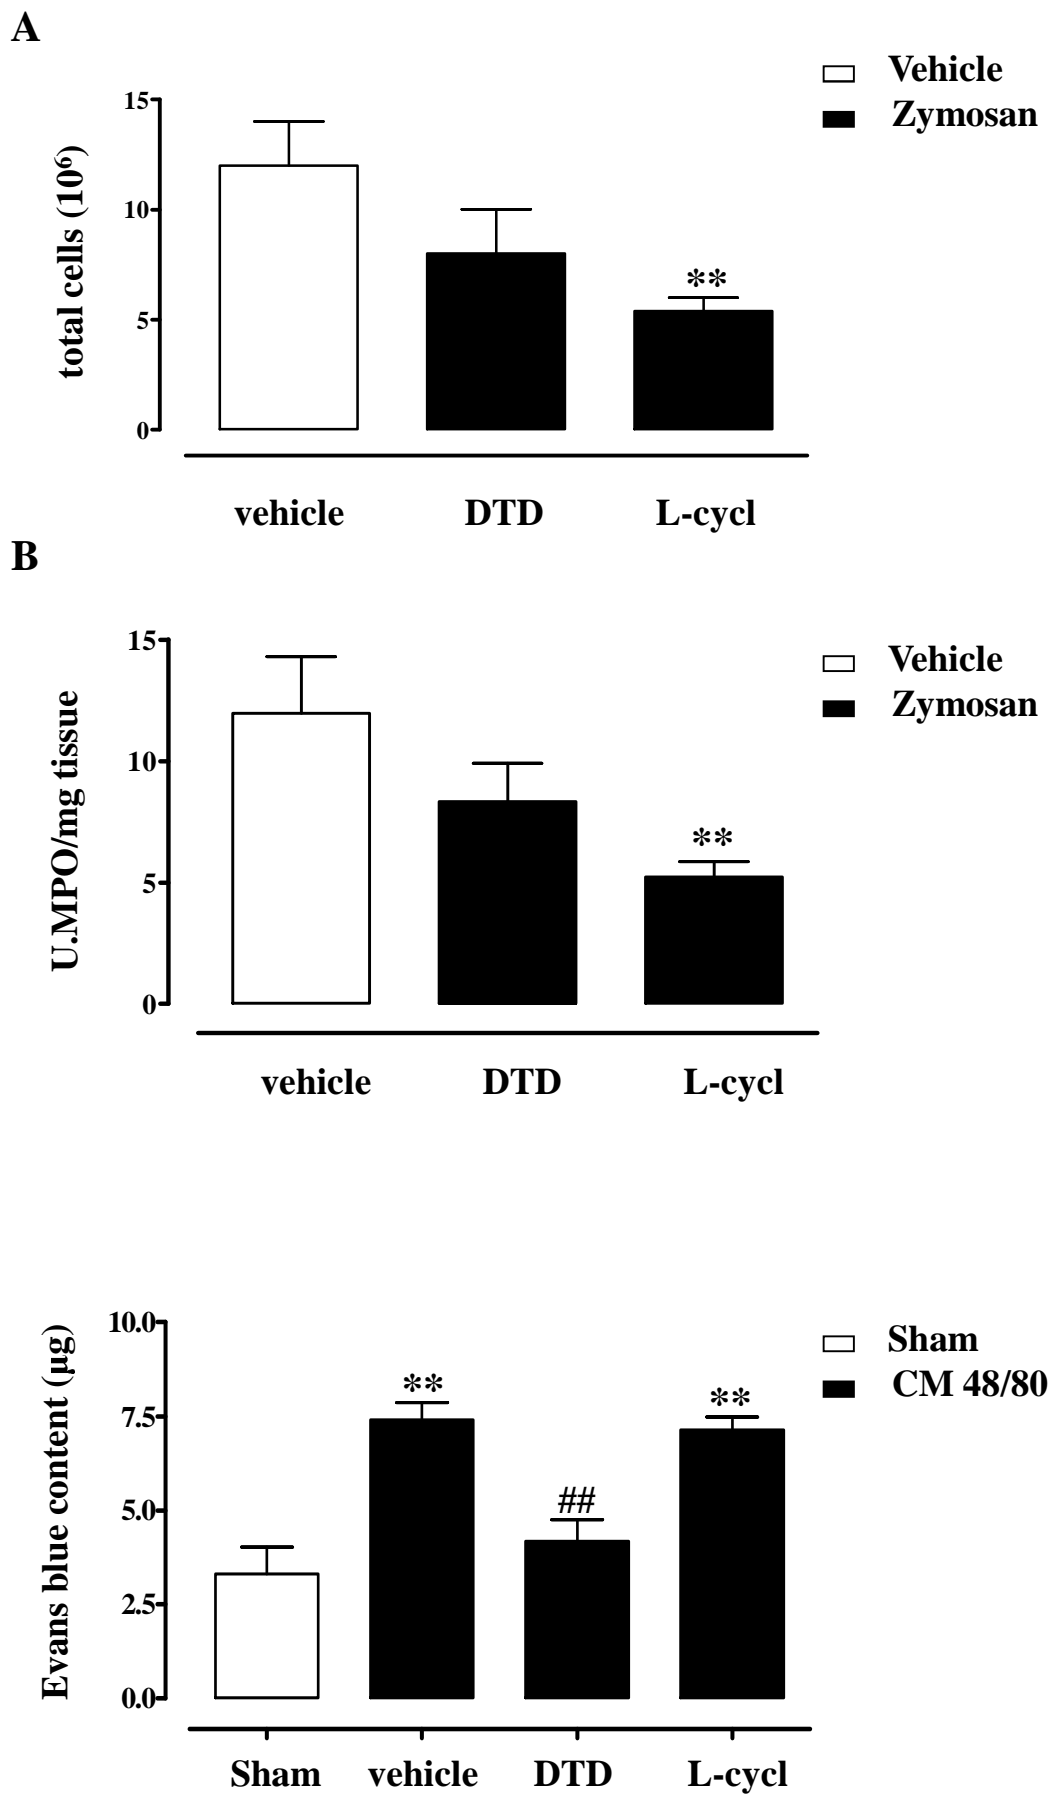 A
Vehicle
Zymosan
total cells (10⁶)
15
10
5
0
**
vehicle DTD L-cycl
B
Vehicle
Zymosan
U.MPO/mg tissue
15
10
5
0
**
vehicle DTD L-cycl
Sham
CM 48/80
Evans blue content (µg)
10.0
7.5
5.0
2.5
0.0
** ## **
Sham vehicle DTD L-cycl